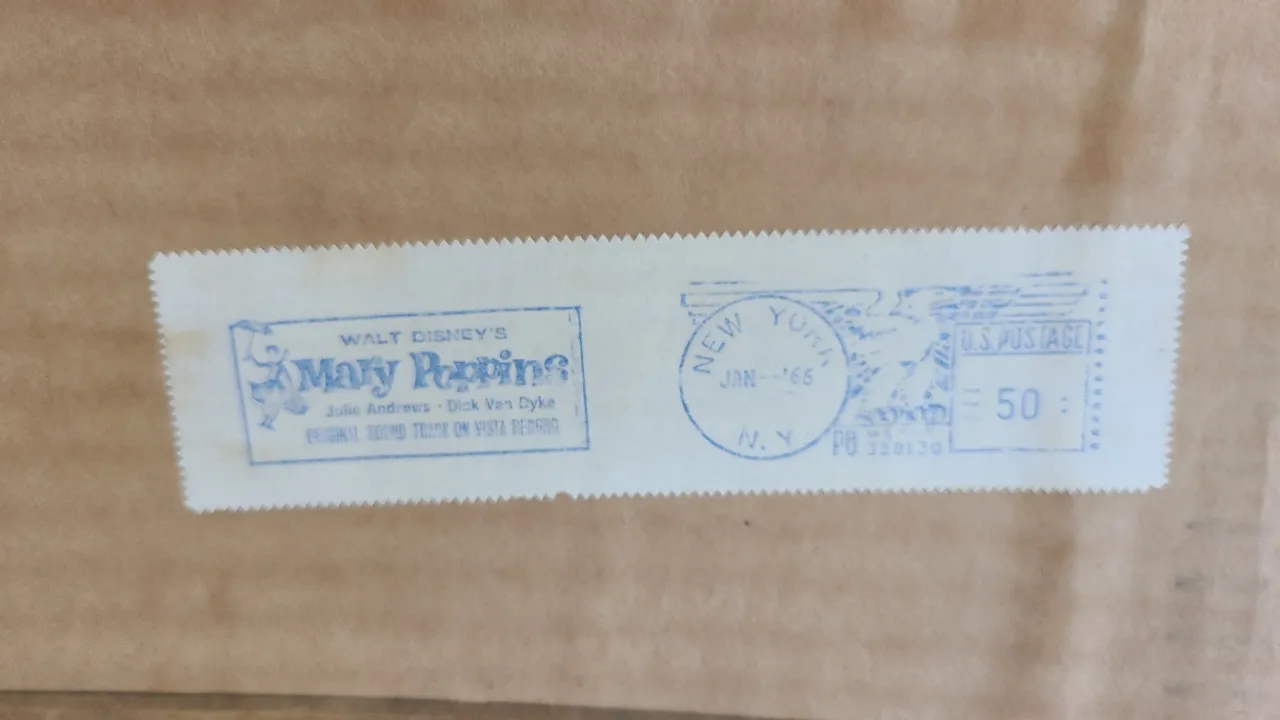 WALT DISNEY'S
Mary Poppins
Julie Andrews · Dick Van Dyke
ORIGINAL SOUND TRACK ON VISTA RECORDS
NEW YORK
JAN -- '66
N. Y
U.S. POSTAGE
50
PB